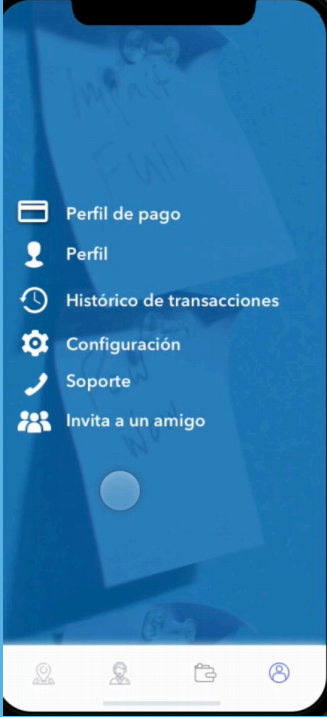 Impact
Full
Perfil de pago
Perfil
Histórico de transacciones
Configuración
Soporte
Invita a un amigo